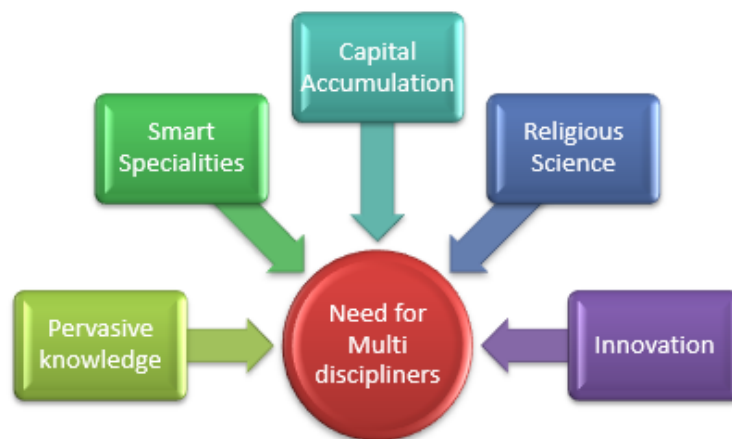 Capital
Accumulation
Smart
Specialities
Religious
Science
Pervasive
knowledge
Need for
Multi
discipliners
Innovation